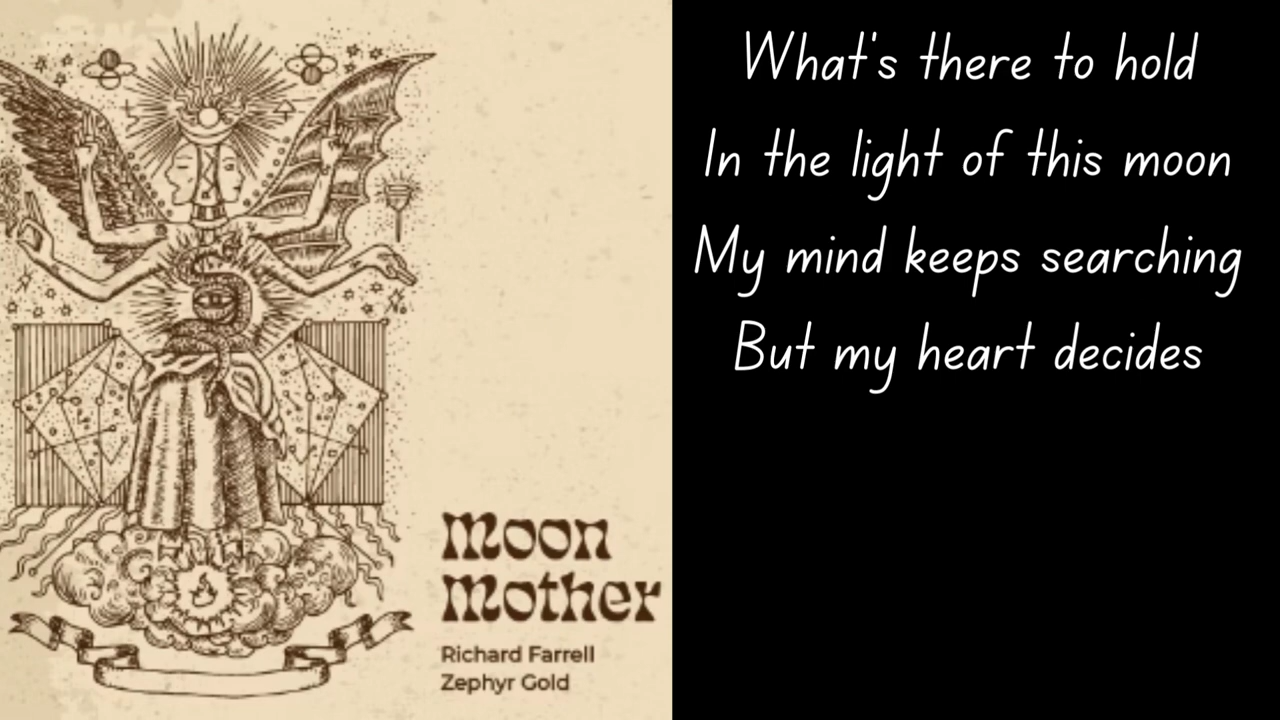 Moon
Mother
Richard Farrell
Zephyr Gold
What's there to hold
In the light of this moon
My mind keeps searching
But my heart decides